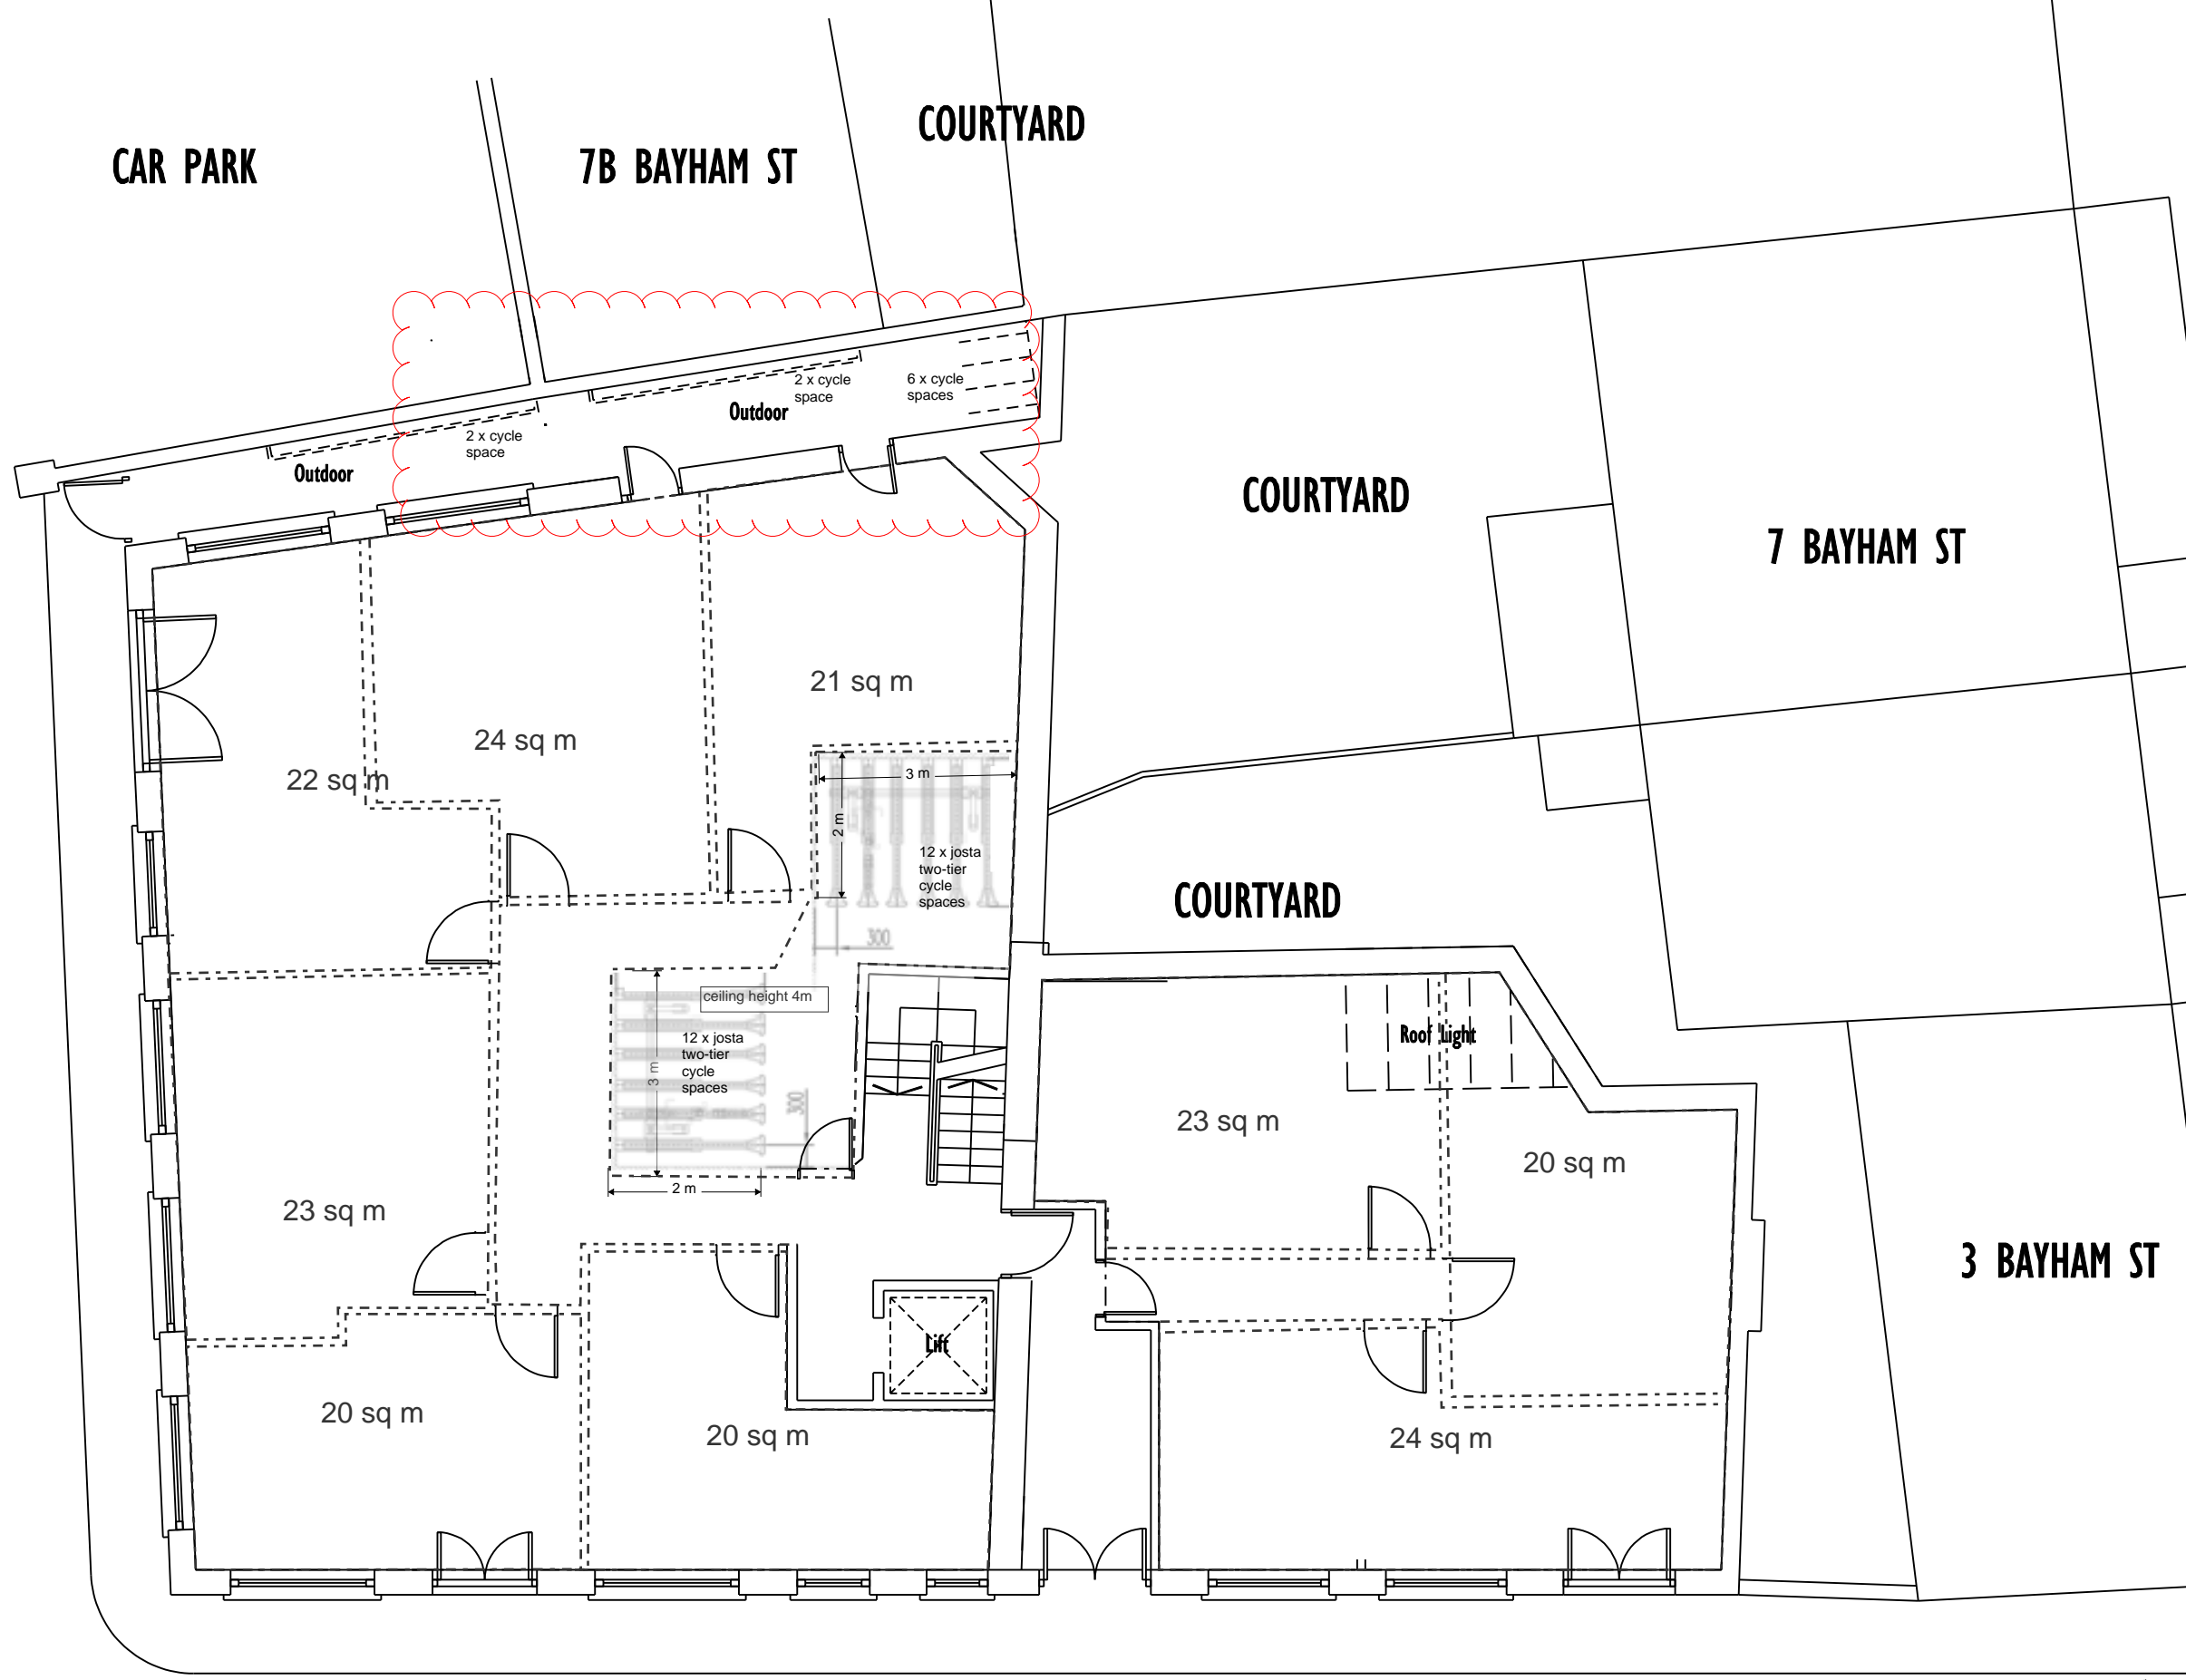 COURTYARD
CAR PARK
7B BAYHAM ST
2 x cycle
space
6 x cycle
spaces
Outdoor
2 x cycle
space
Outdoor
COURTYARD
7 BAYHAM ST
21 sq m
24 sq m
22 sq m
3 m
2 m
12 x josta
two-tier
cycle
spaces
300
COURTYARD
ceiling height 4m
12 x josta
two-tier
cycle
spaces
3 m
300
2 m
Roof Light
23 sq m
20 sq m
23 sq m
3 BAYHAM ST
Lift
20 sq m
20 sq m
24 sq m